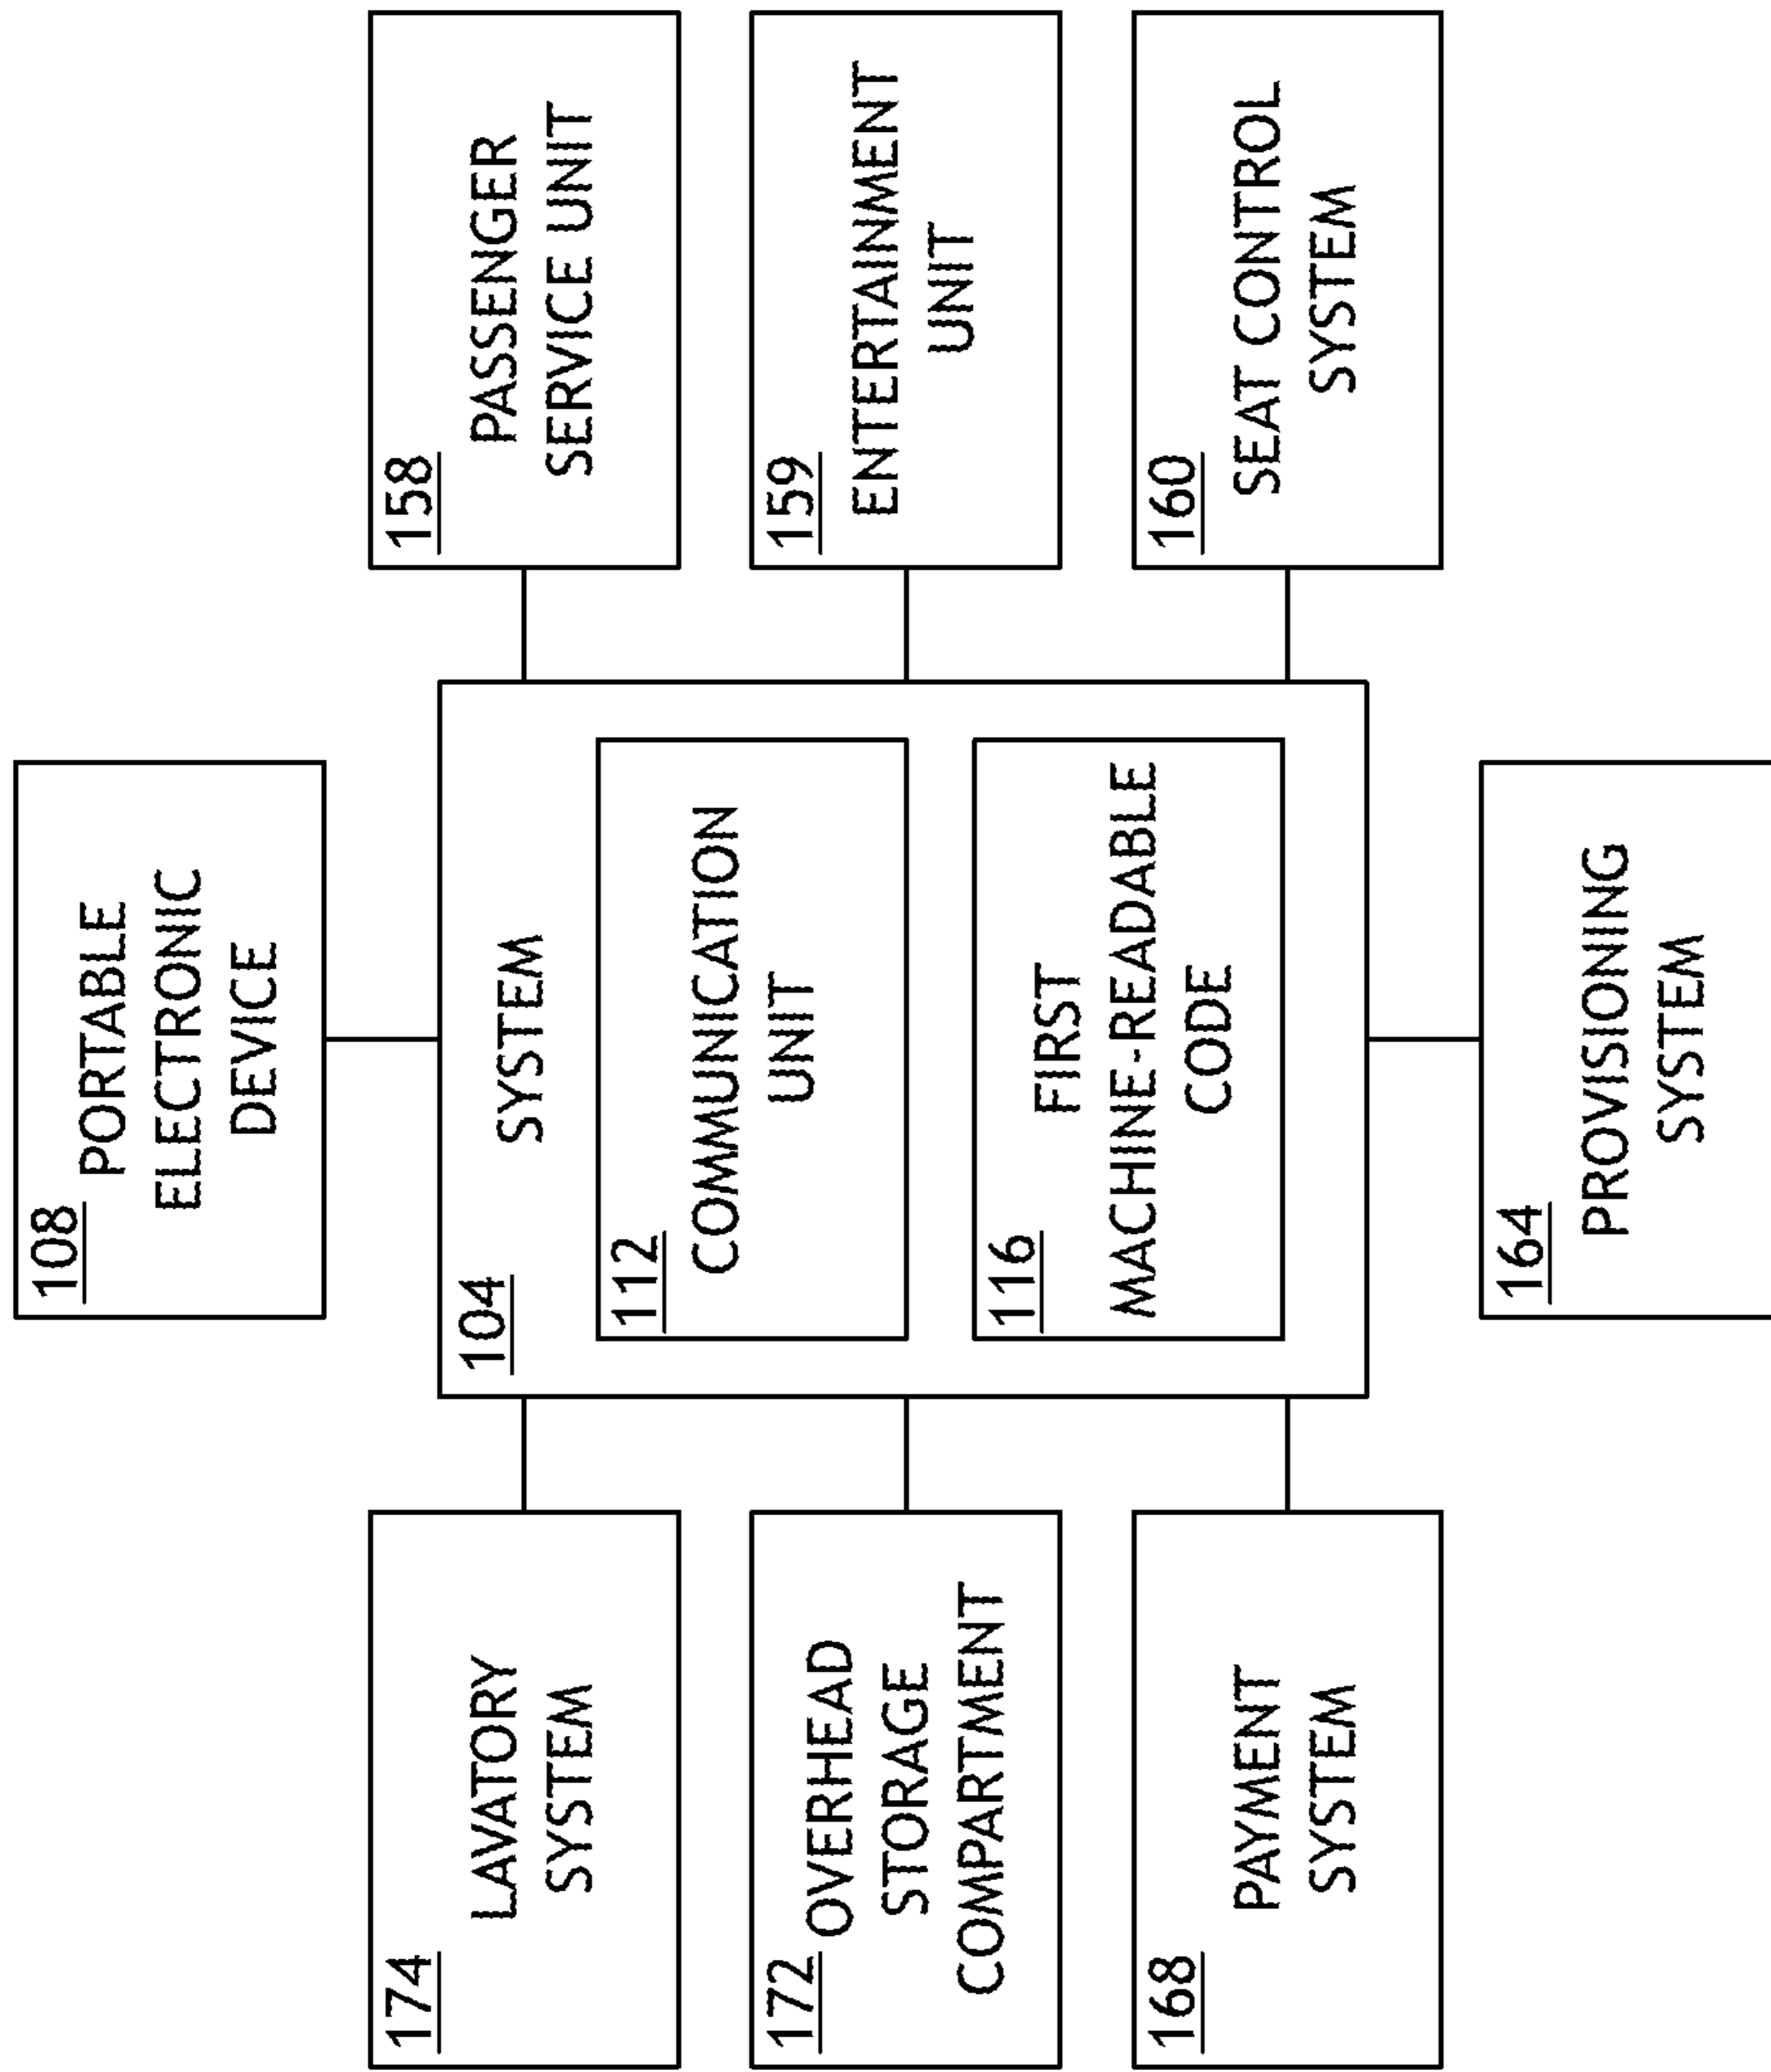 108
PORTABLE
ELECTRONIC
DEVICE
174
LAVATORY
SYSTEM
172
OVERHEAD
STORAGE
COMPARTMENT
168
PAYMENT
SYSTEM
104
SYSTEM
112
COMMUNICATION
UNIT
116
FIRST
MACHINE-READABLE
CODE
158
PASSENGER
SERVICE UNIT
159
ENTERTAINMENT
UNIT
160
SEAT CONTROL
SYSTEM
164
PROVISIONING
SYSTEM